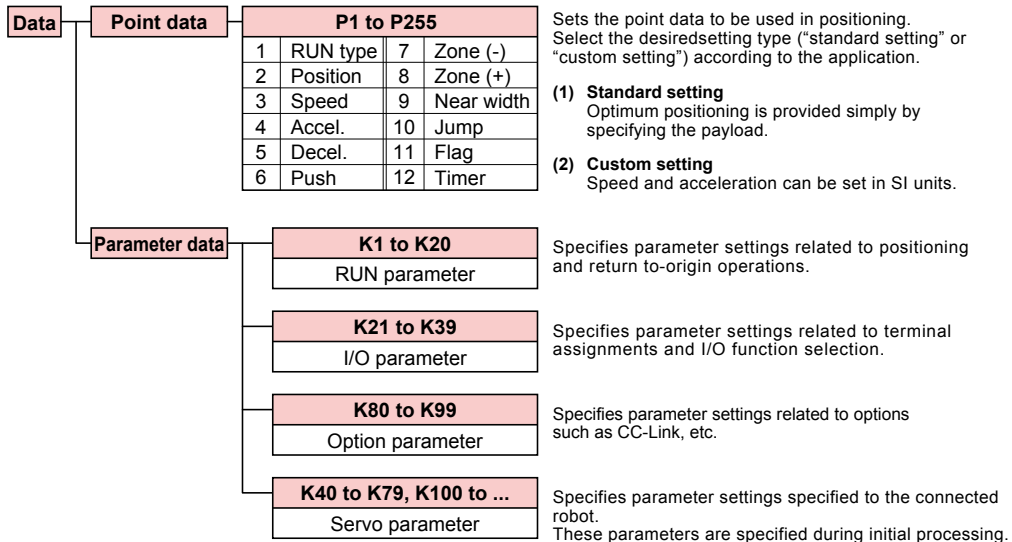 Data
Point data
P1 to P255
1 RUN type 7 Zone (-)
2 Position 8 Zone (+)
3 Speed 9 Near width
4 Accel. 10 Jump
5 Decel. 11 Flag
6 Push 12 Timer
Sets the point data to be used in positioning.
Select the desiredsetting type (“standard setting” or
“custom setting”) according to the application.
(1) Standard setting
Optimum positioning is provided simply by
specifying the payload.
(2) Custom setting
Speed and acceleration can be set in SI units.
Parameter data
K1 to K20
RUN parameter
Specifies parameter settings related to positioning
and return to-origin operations.
K21 to K39
I/O parameter
Specifies parameter settings related to terminal
assignments and I/O function selection.
K80 to K99
Option parameter
Specifies parameter settings related to options
such as CC-Link, etc.
K40 to K79, K100 to ...
Servo parameter
Specifies parameter settings specified to the connected
robot.
These parameters are specified during initial processing.